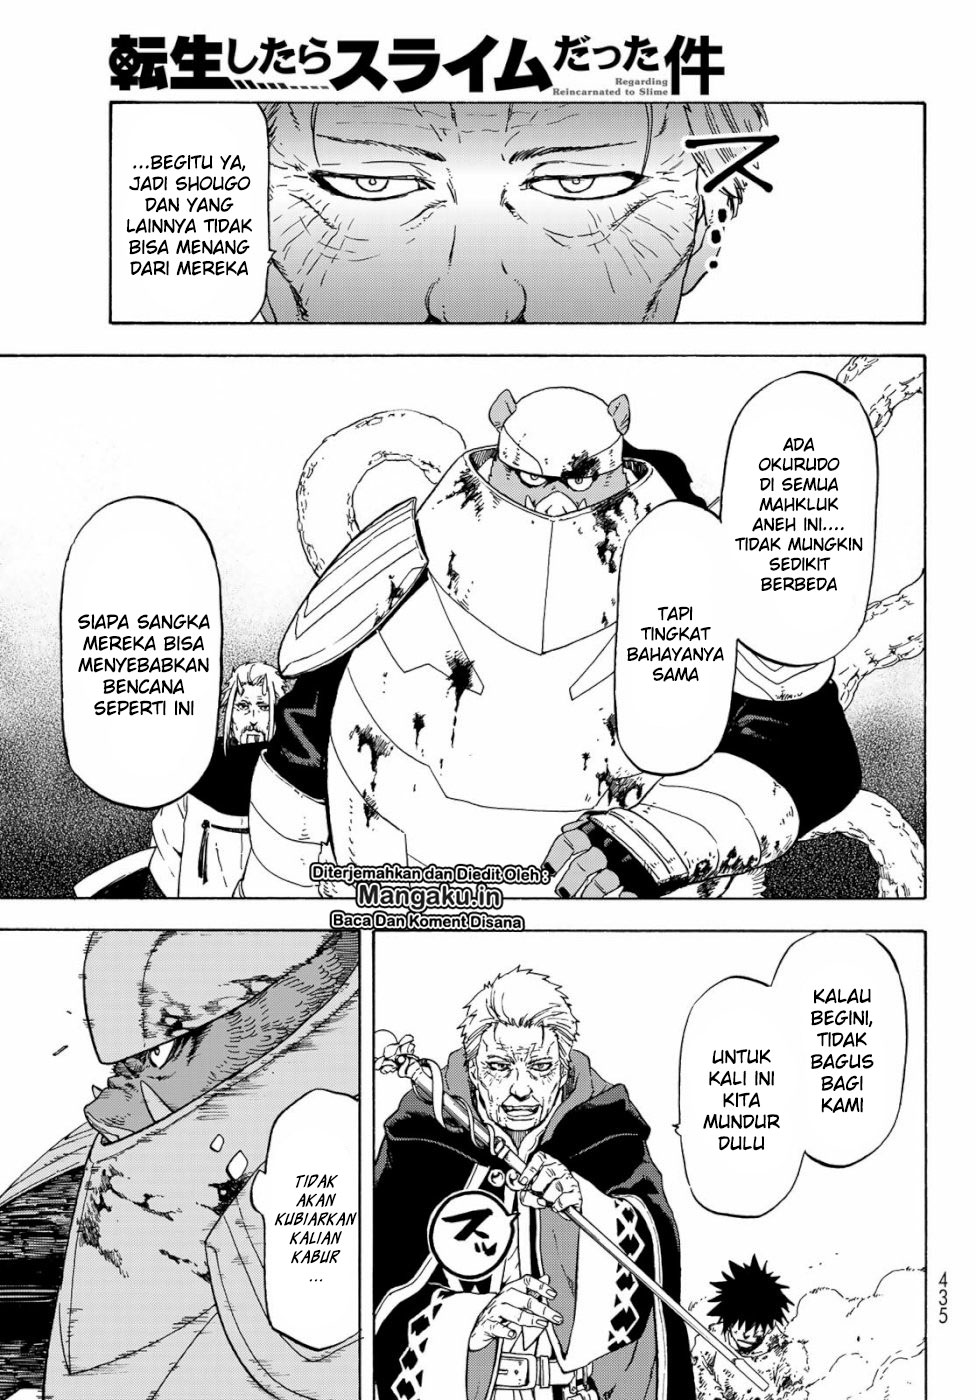 転生したらスライムだった件
Regarding
Reincarnated to Slime
ス
...BEGITU YA,
JADI SHOUGO
DAN YANG
LAINNYA TIDAK
BISA MENANG
DARI MEREKA
ADA
OKURUDO
DI SEMUA
MAHKLUK
ANEH INI....
TIDAK MUNGKIN
SEDIKIT
BERBEDA
TAPI
TINGKAT
BAHAYANYA
SAMA
SIAPA SANGKA
MEREKA BISA
MENYEBABKAN
BENCANA
SEPERTI INI
Diterjemahkan dan Diedit Oleh :
Mangaku.in
Baca Dan Koment Disana
KALAU
BEGINI,
TIDAK
BAGUS
BAGI
KAMI
UNTUK
KALI INI
KITA
MUNDUR
DULU
TIDAK
AKAN
KUBIARKAN
KALIAN
KABUR
...
スッ
435